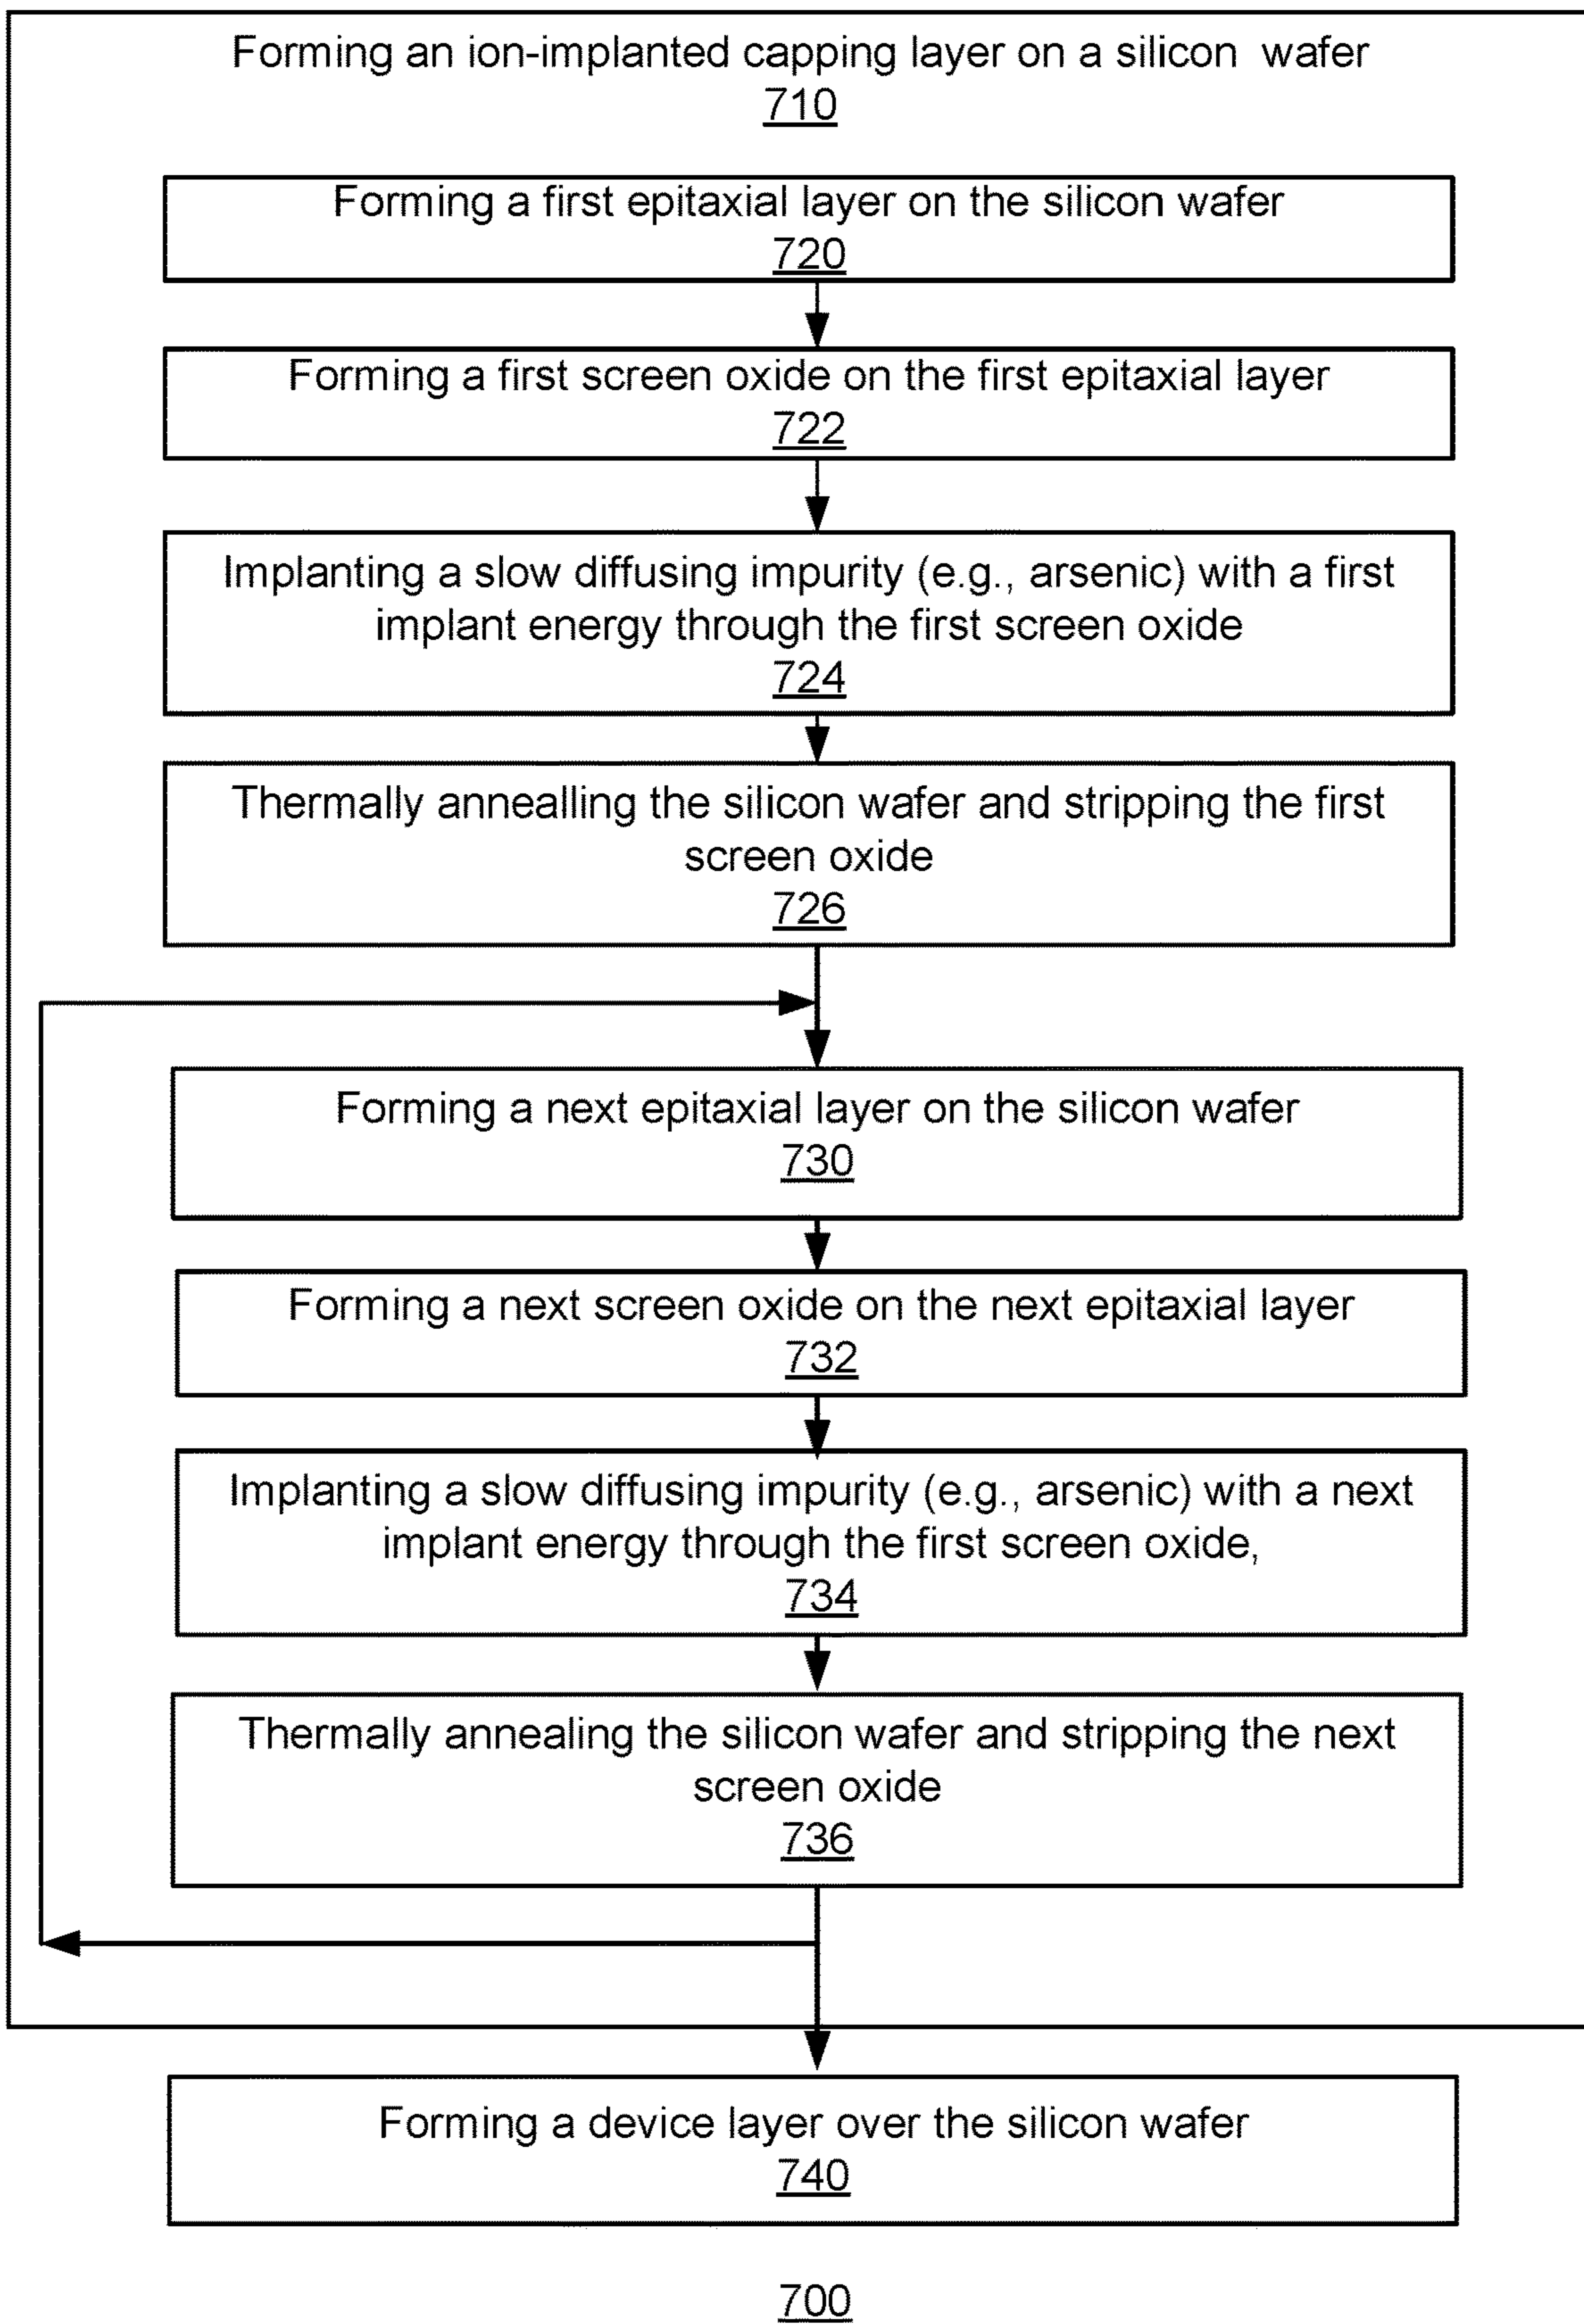 Forming an ion-implanted capping layer on a silicon wafer
710
Forming a first epitaxial layer on the silicon wafer
720
Forming a first screen oxide on the first epitaxial layer
722
Implanting a slow diffusing impurity (e.g., arsenic) with a first
implant energy through the first screen oxide
724
Thermally annealling the silicon wafer and stripping the first
screen oxide
726
Forming a next epitaxial layer on the silicon wafer
730
Forming a next screen oxide on the next epitaxial layer
732
Implanting a slow diffusing impurity (e.g., arsenic) with a next
implant energy through the first screen oxide,
734
Thermally annealing the silicon wafer and stripping the next
screen oxide
736
Forming a device layer over the silicon wafer
740
700